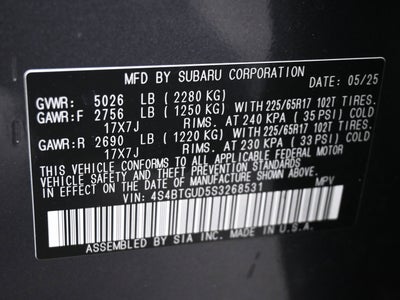 MFD. BY SUBARU CORPORATION DATE: 05/25
GVWR: 5026 LB (2280 KG)
GAWR:F 2756 LB (1250 KG) WITH 225/65R17 102T TIRES.
17X7J RIMS. AT 240 KPA ( 35 PSI) COLD
GAWR:R 2690 LB (1220 KG) WITH 225/65R17 102T TIRES.
17X7J RIMS. AT 230 KPA ( 33 PSI) COLD
THIS VEHICLE CONFORMS TO ALL APPLICABLE FEDERAL MOTOR
VEHICLE SAFETY, BUMPER, AND THEFT PREVENTION STANDARDS
IN EFFECT ON THE DATE OF MANUFACTURE SHOWN ABOVE.
VIN: 4S4BTGUD5S3268531 MPV
ASSEMBLED BY SIA INC. MADE IN U.S.A.